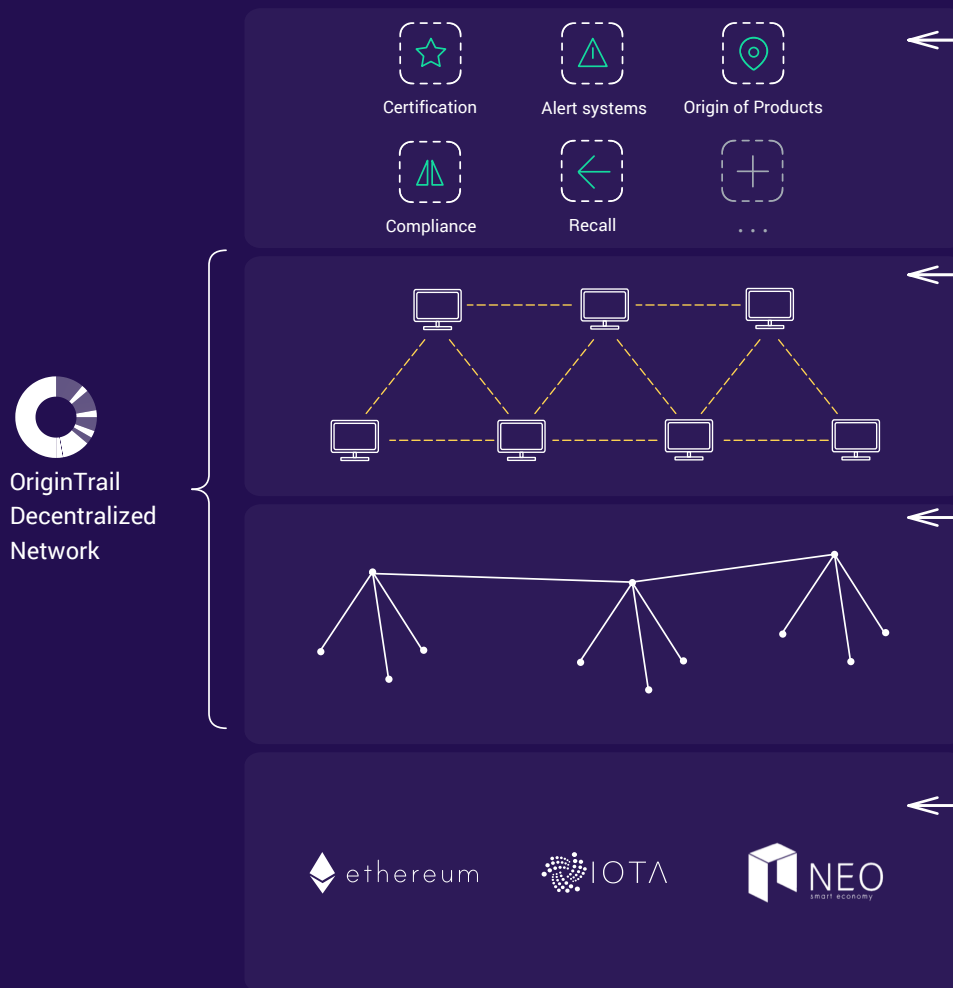 Certification
Alert systems
Origin of Products
Compliance
Recall
...
OriginTrail
Decentralized
Network
ethereum
IOTA
NEO
smart economy